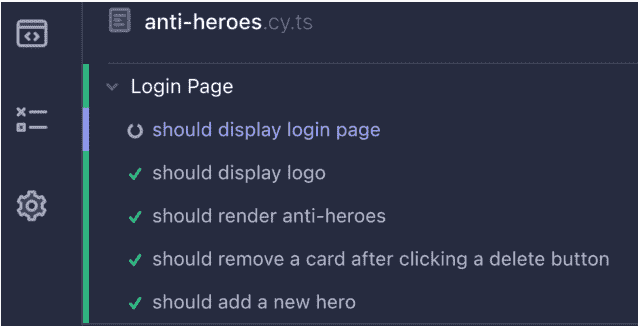 anti-heroes.cy.ts
Login Page
should display login page
should display logo
should render anti-heroes
should remove a card after clicking a delete button
should add a new hero